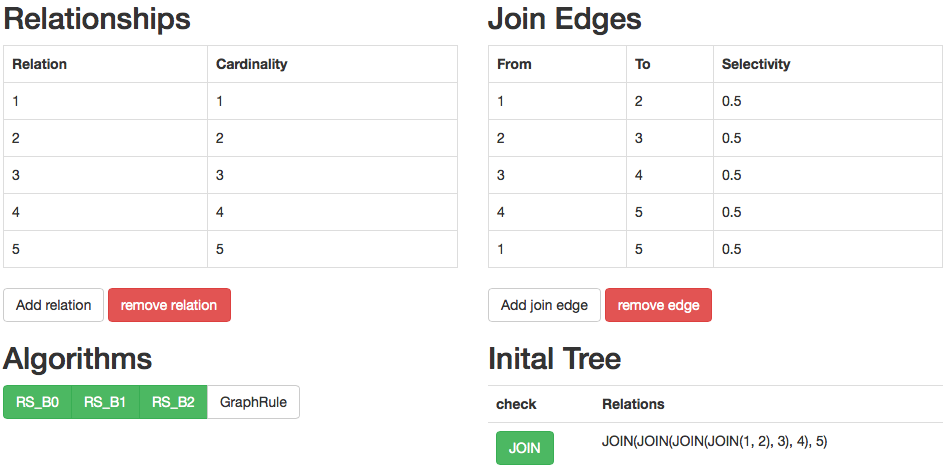 Relationships
Relation Cardinality
1 1
2 2
3 3
4 4
5 5
Add relation remove relation
Join Edges
From To Selectivity
1 2 0.5
2 3 0.5
3 4 0.5
4 5 0.5
1 5 0.5
Add join edge remove edge
Algorithms
RS_B0 RS_B1 RS_B2 GraphRule
Inital Tree
check Relations
JOIN JOIN(JOIN(JOIN(JOIN(1, 2), 3), 4), 5)